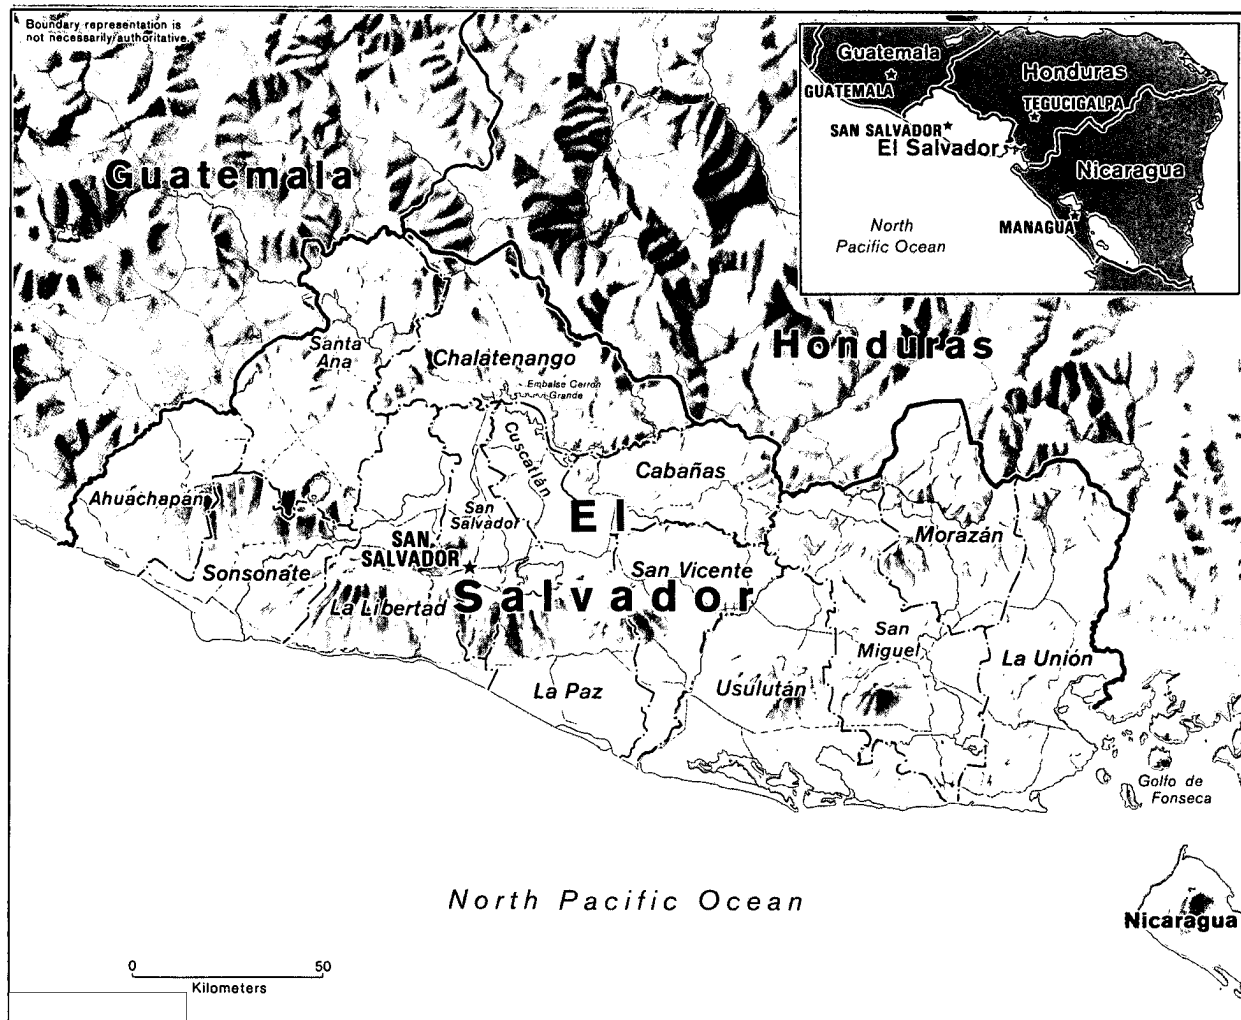 Boundary representation is
not necessarily authoritative.
Guatemala
GUATEMALA
Honduras
TEGUCIGALPA
SAN SALVADOR
El Salvador
Nicaragua
MANAGUA
North
Pacific Ocean
Guatemala
Honduras
Santa
Ana
Chalatenango
Embalse Cerrón
Grande
Cuscatlán
Cabañas
Ahuachapán
San
Salvador
El
Morazán
SAN
SALVADOR
Sonsonate
San Vicente
La Libertad
Salvador
San
Miguel
La Unión
La Paz
Usulután
Golfo de
Fonseca
North Pacific Ocean
Nicaragua
0 50
Kilometers